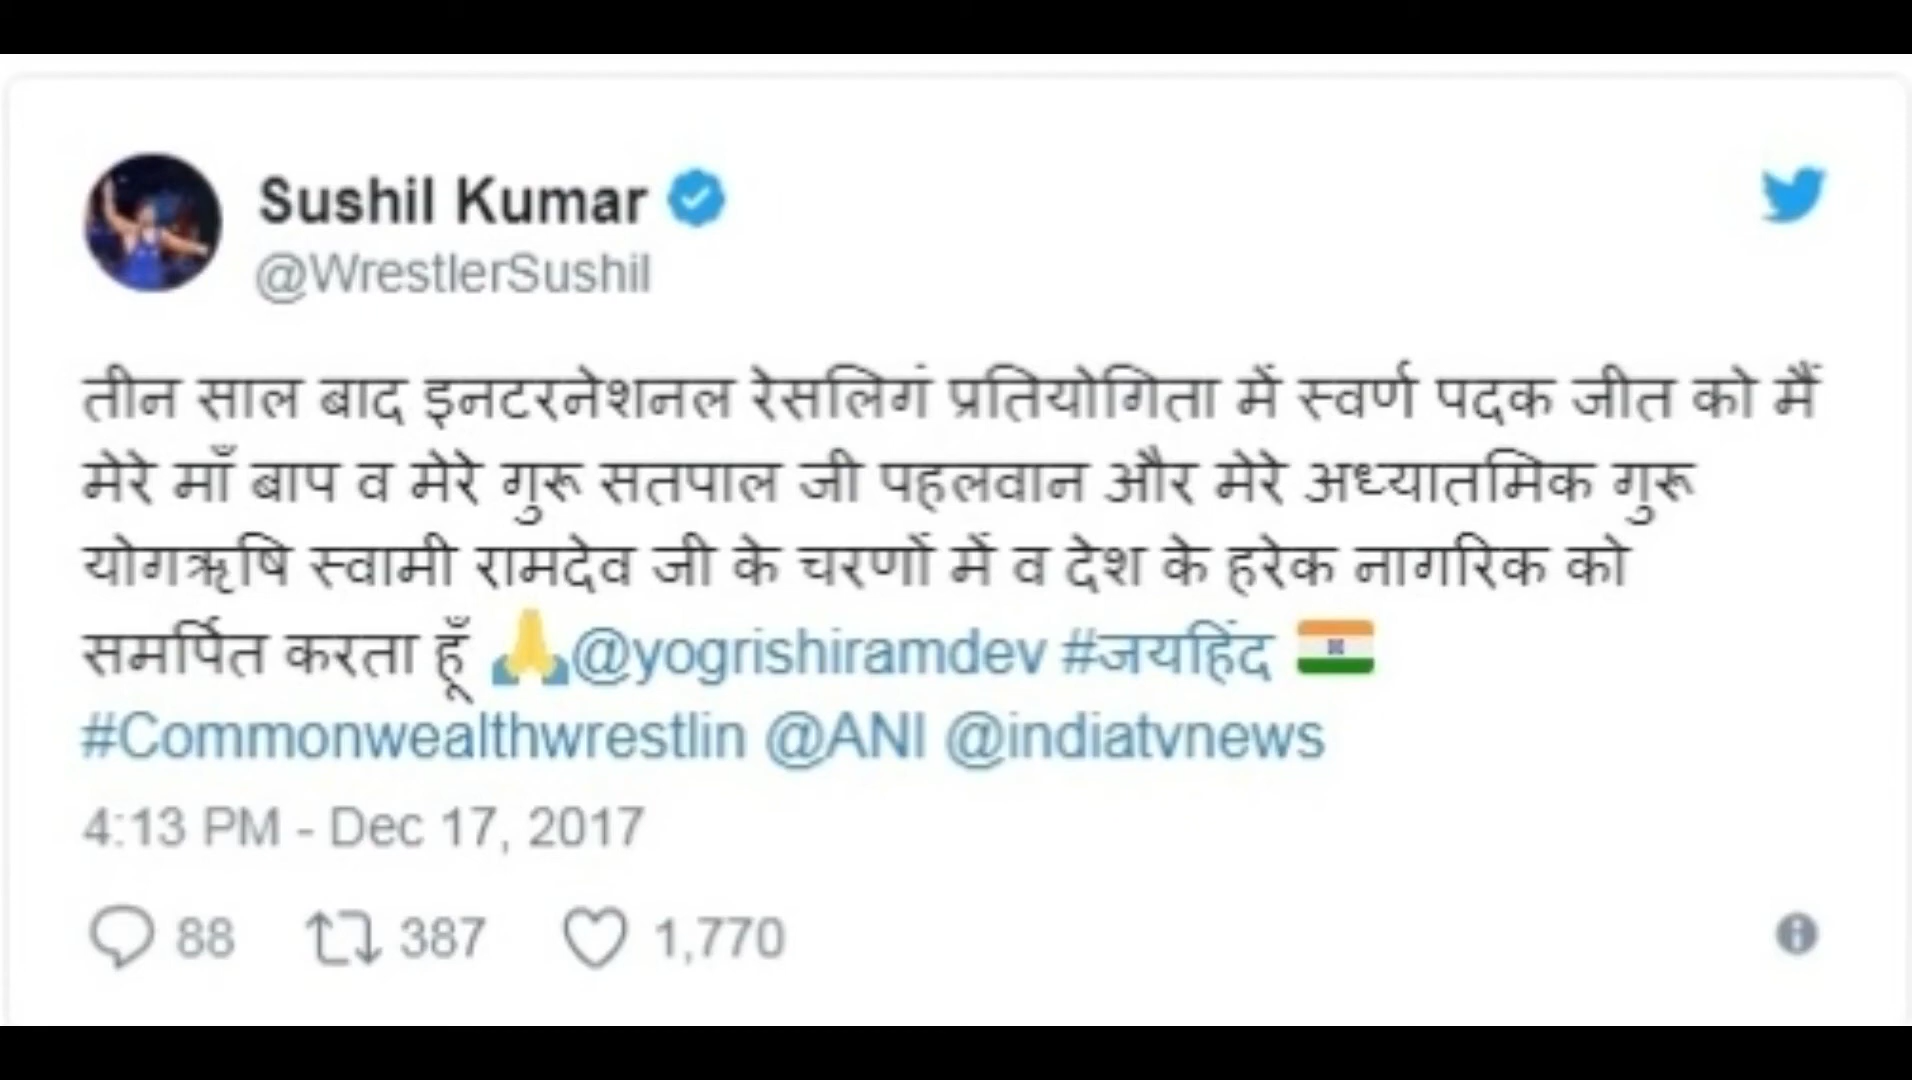 Sushil Kumar
@WrestlerSushil
तीन साल बाद इनटरनेशनल रेसलिगं प्रतियोगिता में स्वर्ण पदक जीत को मैं
मेरे माँ बाप व मेरे गुरू सतपाल जी पहलवान और मेरे अध्यातमिक गुरू
योगऋषि स्वामी रामदेव जी के चरणों में व देश के हरेक नागरिक को
समर्पित करता हूँ 🙏@yogrishiramdev #जयहिंद 🇮🇳
#Commonwealthwrestlin @ANI @indiatvnews
4:13 PM - Dec 17, 2017
88 387 1,770